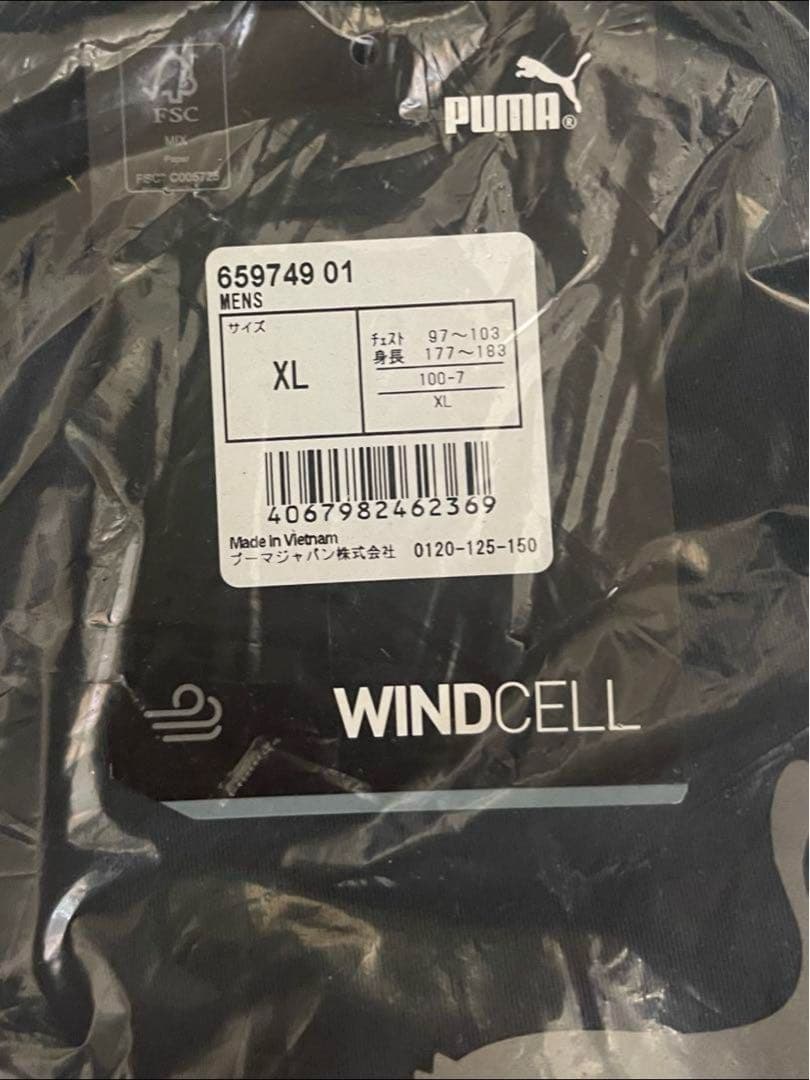 FSC
MIX
Paper
FSC® C005725
PUMA®
659749 01
MENS
サイズ
XL
チェスト 97～103
身長 177～183
100-7
XL
4067982462369
Made in Vietnam
プーマジャパン株式会社 0120-125-150
WINDCELL